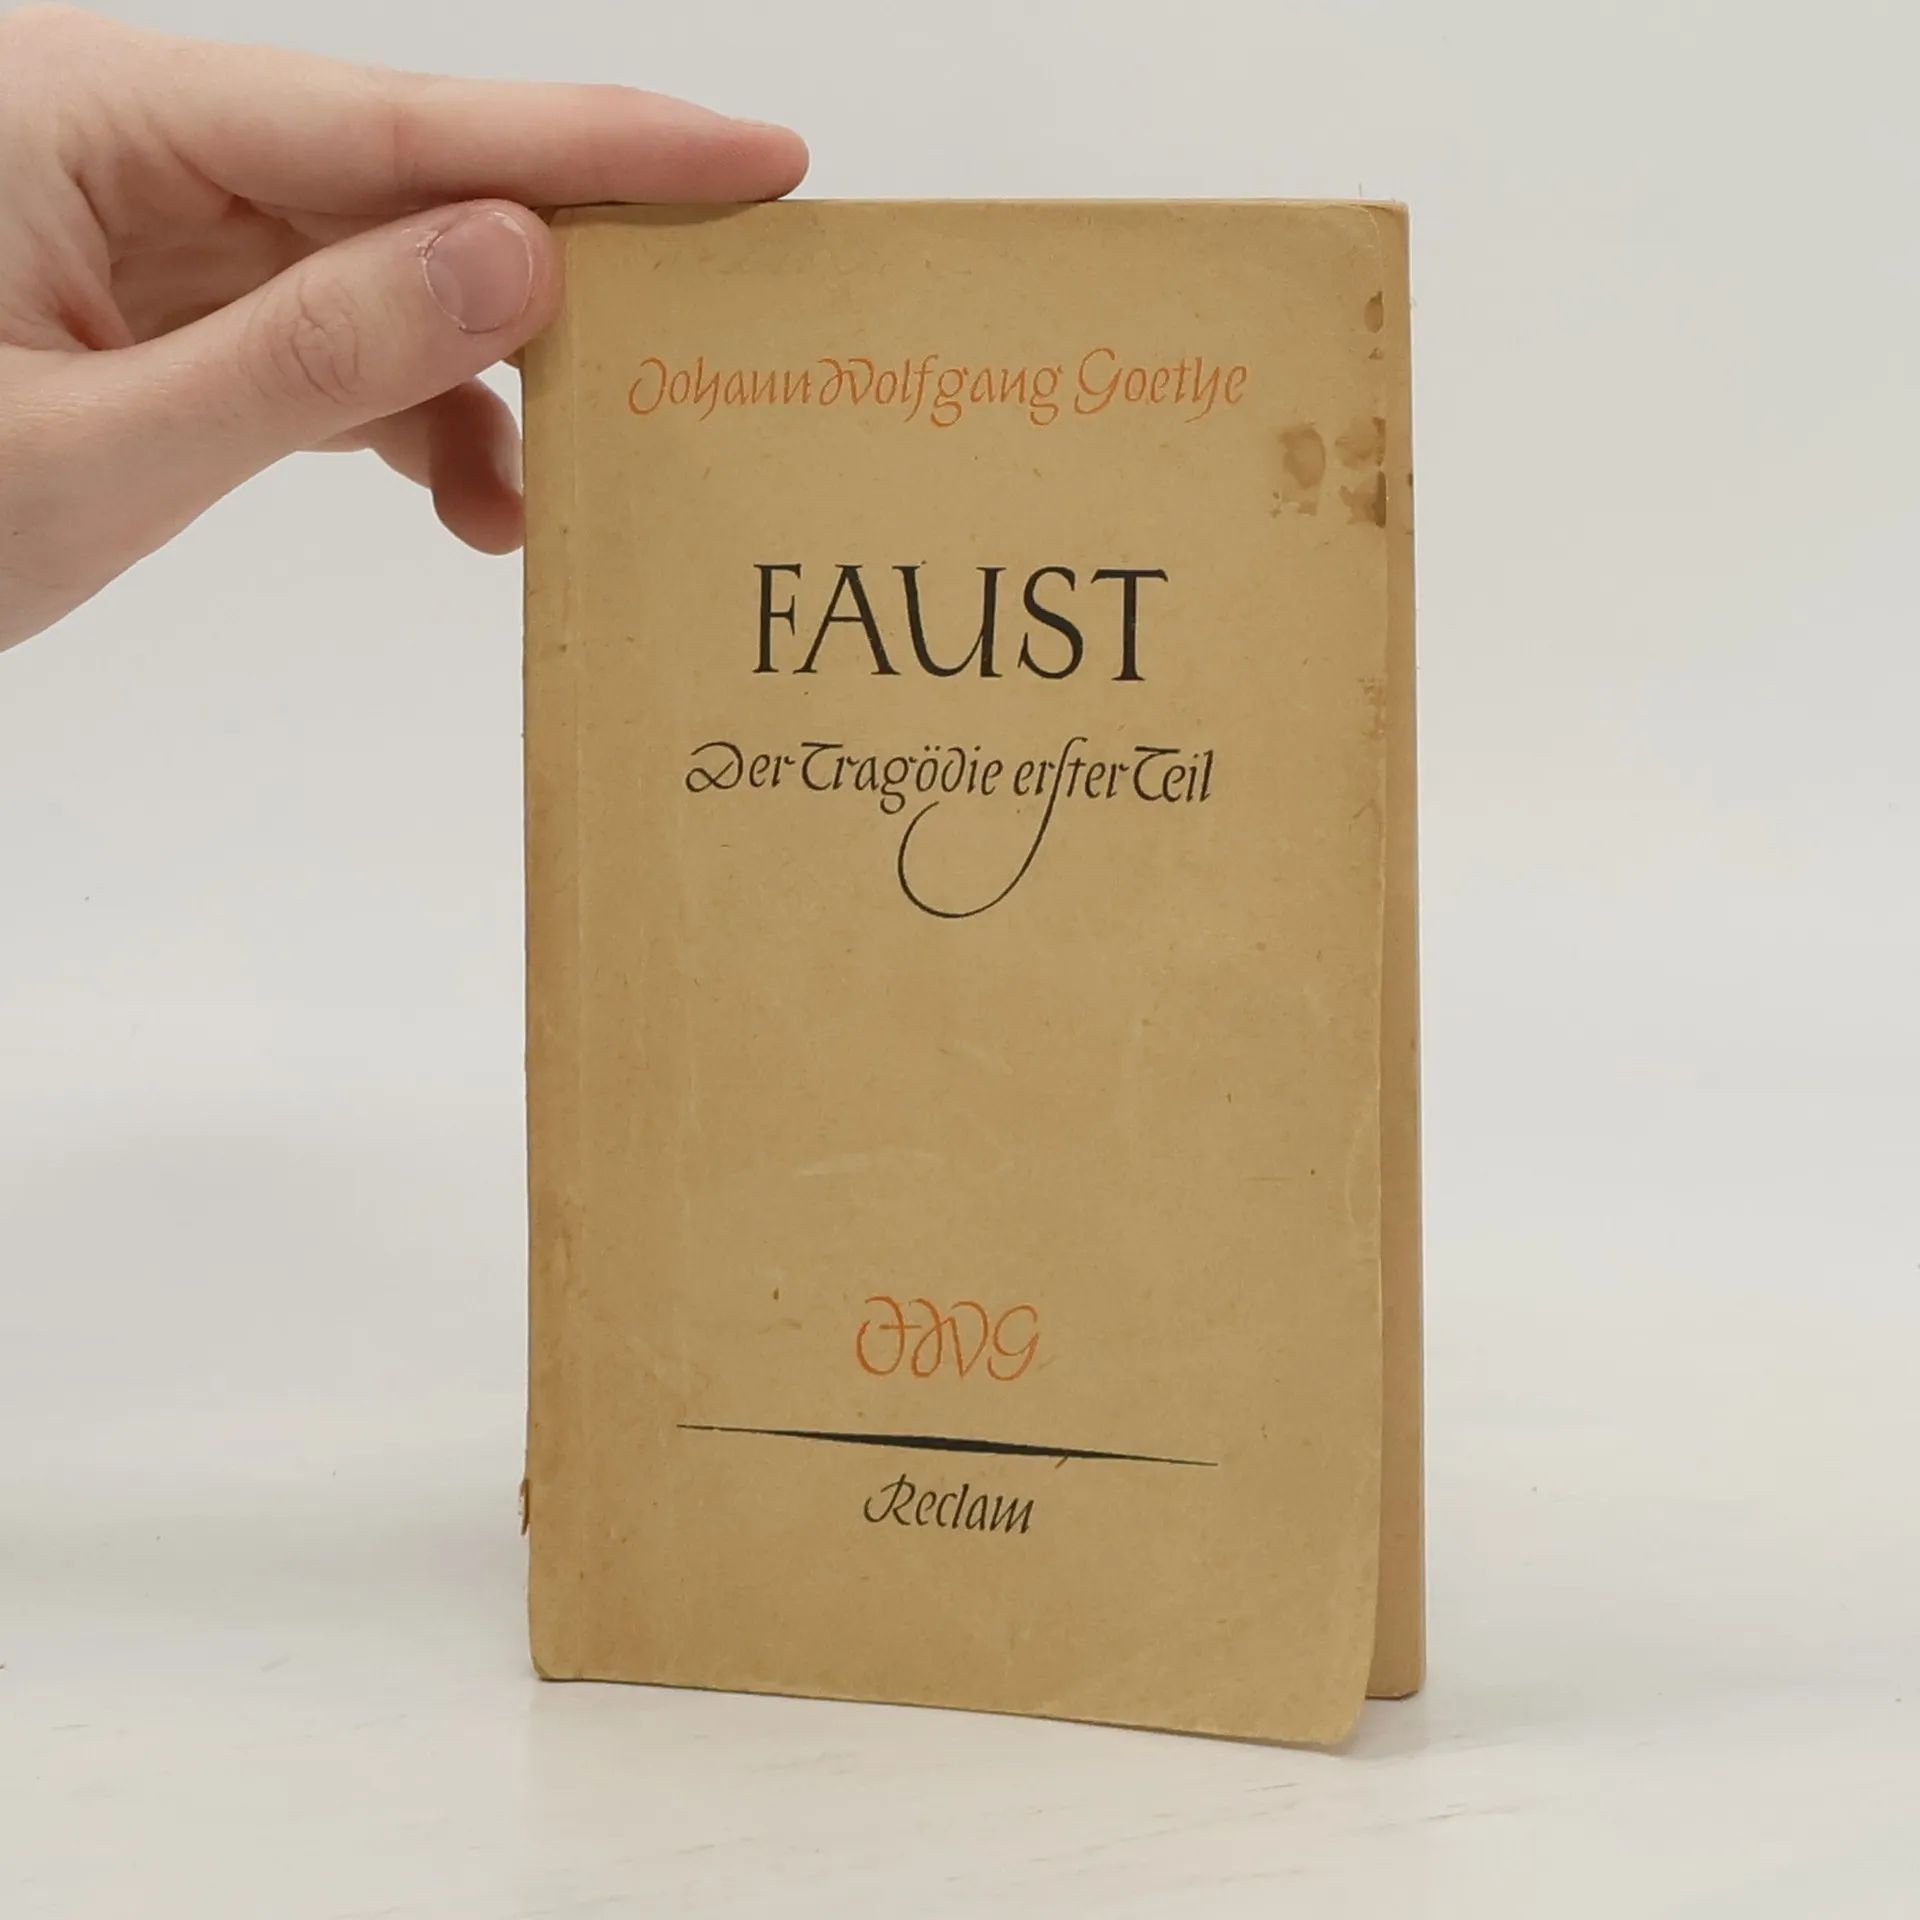 Johann Wolfgang Goethe
FAUST
Der Tragödie erſter Teil
JWG
Reclam